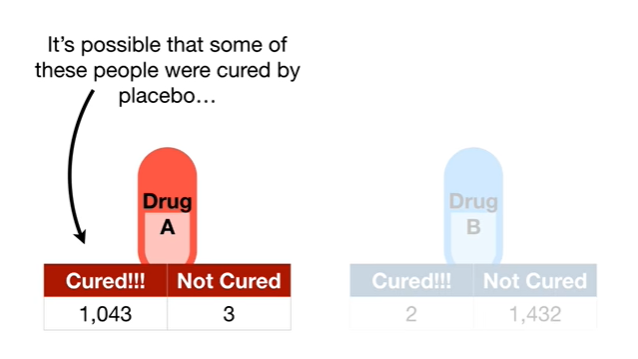 It’s possible that some of
these people were cured by
placebo…
Drug
A
Cured!!! Not Cured
1,043 3
Drug
B
Cured!!! Not Cured
2 1,432